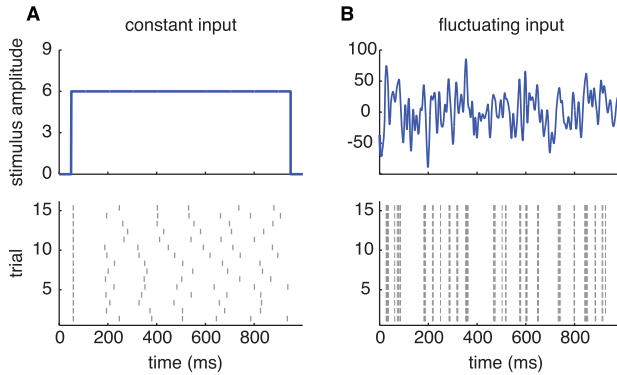 A
constant input
B
fluctuating input
stimulus amplitude
9
6
3
0
100
50
0
-50
trial
15
10
5
15
10
5
0 200 400 600 800
0 200 400 600 800
time (ms)
time (ms)